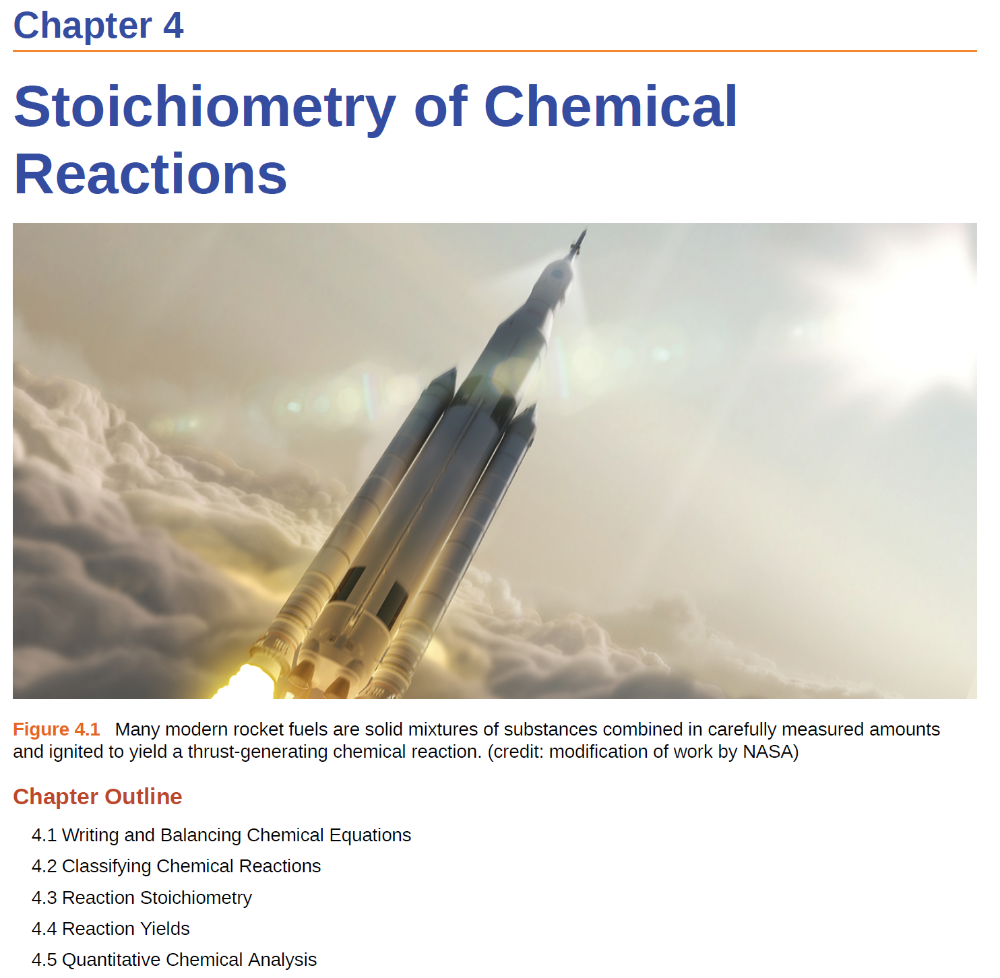 Chapter 4
Stoichiometry of Chemical
Reactions
Figure 4.1 Many modern rocket fuels are solid mixtures of substances combined in carefully measured amounts
and ignited to yield a thrust-generating chemical reaction. (credit: modification of work by NASA)
Chapter Outline
4.1 Writing and Balancing Chemical Equations
4.2 Classifying Chemical Reactions
4.3 Reaction Stoichiometry
4.4 Reaction Yields
4.5 Quantitative Chemical Analysis